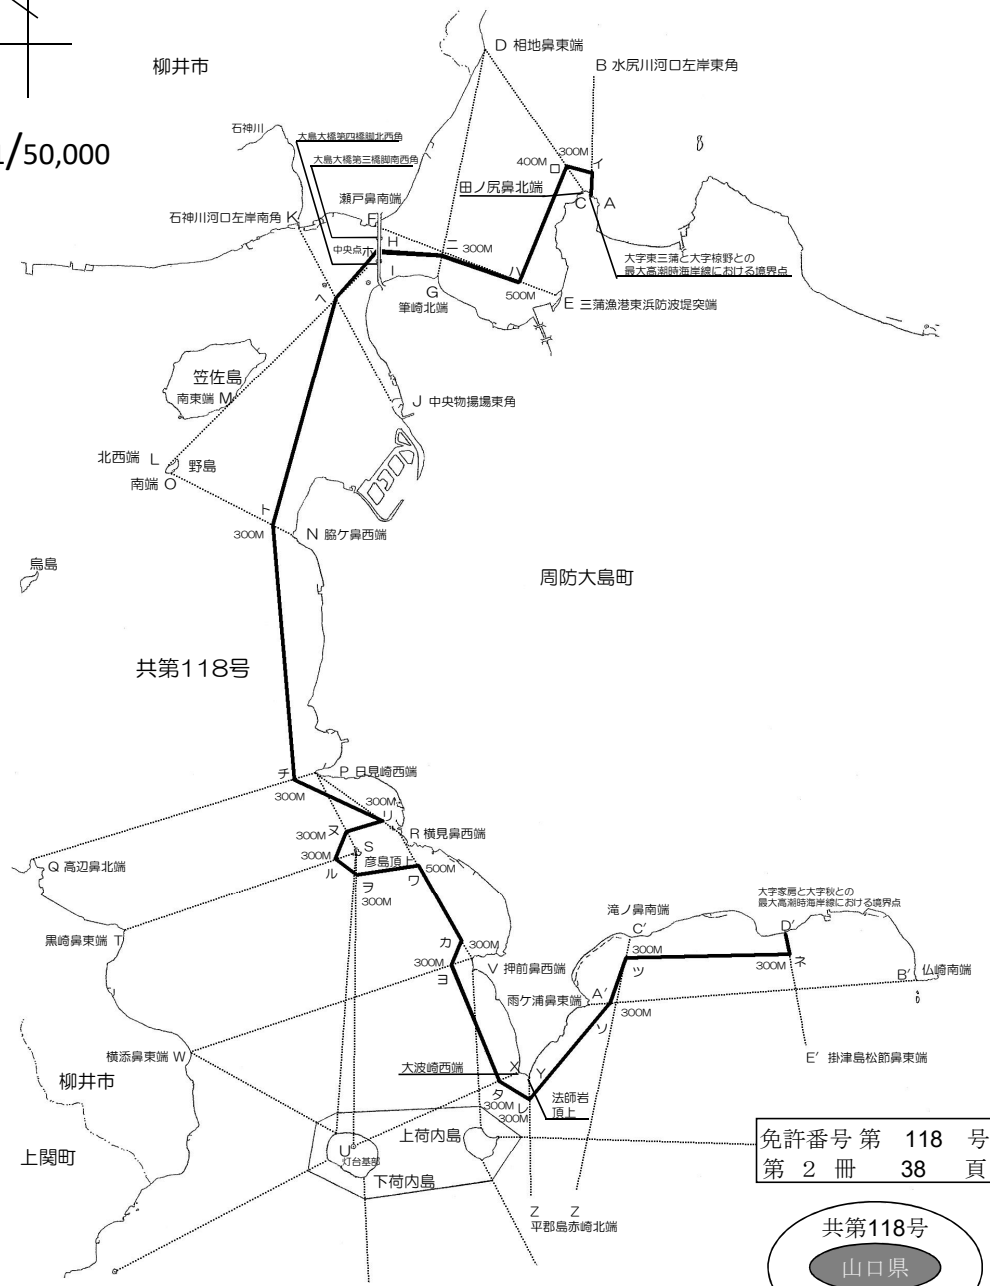 柳井市
D 相地鼻東端
B 水尻川河口左岸東角
1/50,000
石神川
大島大橋第四橋脚北西角
大島大橋第三橋脚南西角
瀬戸鼻南端
300M
400M
ロ
イ
田ノ尻鼻北端
C
A
石神川河口左岸南角 K
F
H
中央点 ホ
ニ 300M
I
G
筆崎北端
ハ
500M
大字東三蒲と大字椋野との
最大高潮時海岸線における境界点
E 三蒲漁港東浜防波堤突端
ヘ
笠佐島
南東端 M
J 中央物揚場東角
北西端 L
野島
南端 O
ト
300M
N 脇ケ鼻西端
烏島
周防大島町
共第118号
チ
300M
P 日見崎西端
300M
リ
300M ヌ
R 横見鼻西端
S
彦島頂上
300M
ル
ヲ
300M
500M
ワ
Q 高辺鼻北端
黒崎鼻東端 T
カ
300M
300M
ヨ
V 押前鼻西端
滝ノ鼻南端
C′
大字家房と大字秋との
最大高潮時海岸線における境界点
D′
300M
ツ
300M
ネ
B′ 仏崎南端
雨ケ浦鼻東端
A′
300M
ソ
横添鼻東端 W
柳井市
上関町
大波崎西端
X
Y
タ
300M
レ
300M
法師岩
頂上
E′ 掛津島松節鼻東端
U
灯台基部
上荷内島
下荷内島
Z
Z
平郡島赤崎北端
免許番号 第 118 号
第 2 冊 38 頁
共第118号
山口県